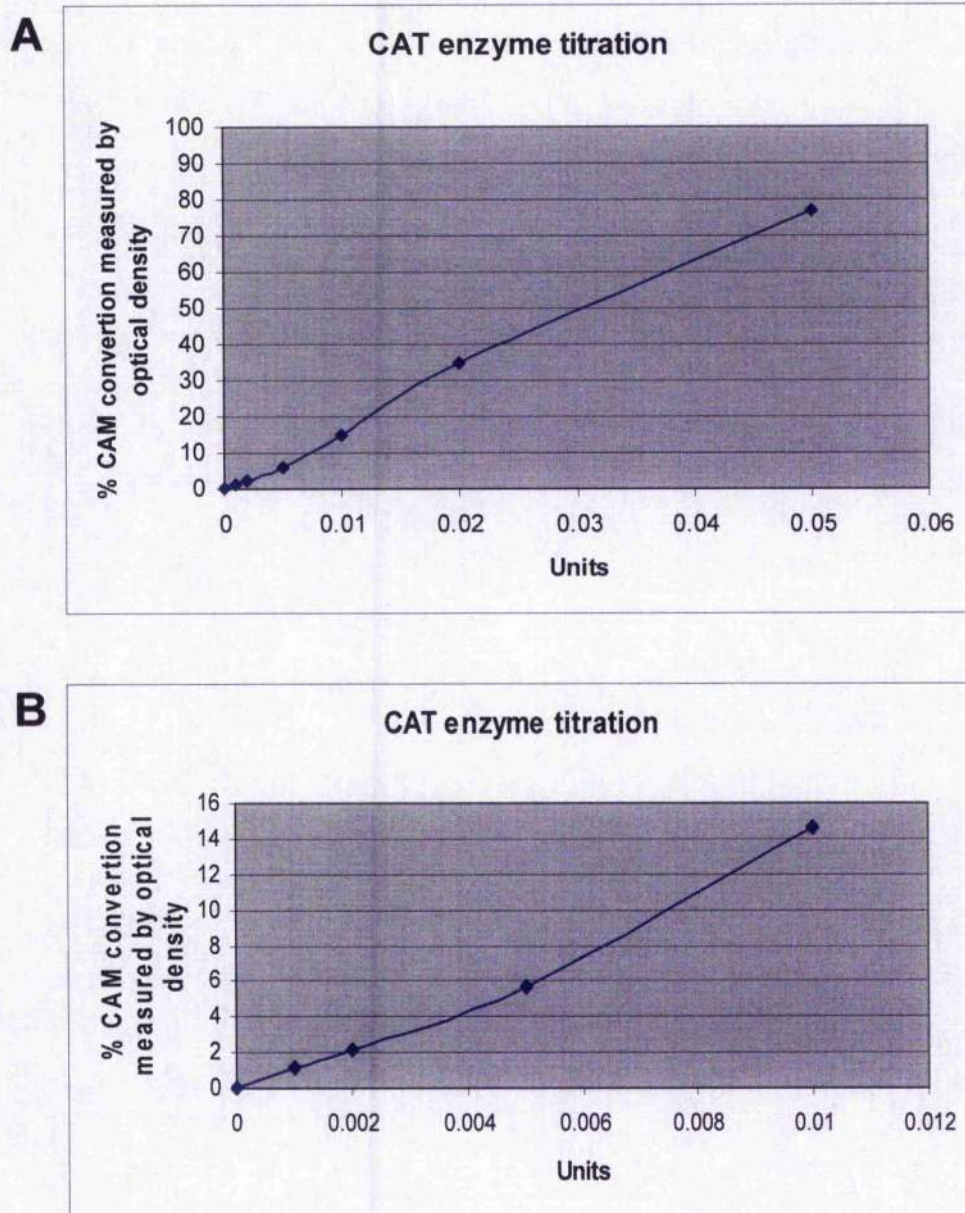 A
CAT enzyme titration
% CAM convertion measured by
optical density
100
90
80
70
60
50
40
30
20
10
0
0 0.01 0.02 0.03 0.04 0.05 0.06
Units
B
CAT enzyme titration
% CAM convertion
measured by optical
density
16
14
12
10
8
6
4
2
0
0 0.002 0.004 0.006 0.008 0.01 0.012
Units